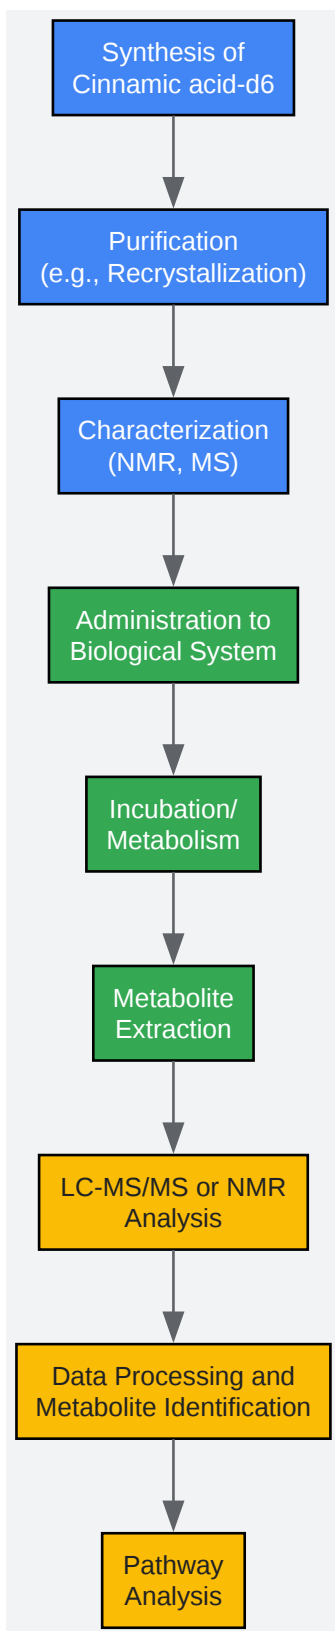 Synthesis of
Cinnamic acid-d6
Purification
(e.g., Recrystallization)
Characterization
(NMR, MS)
Administration to
Biological System
Incubation/
Metabolism
Metabolite
Extraction
LC-MS/MS or NMR
Analysis
Data Processing and
Metabolite Identification
Pathway
Analysis